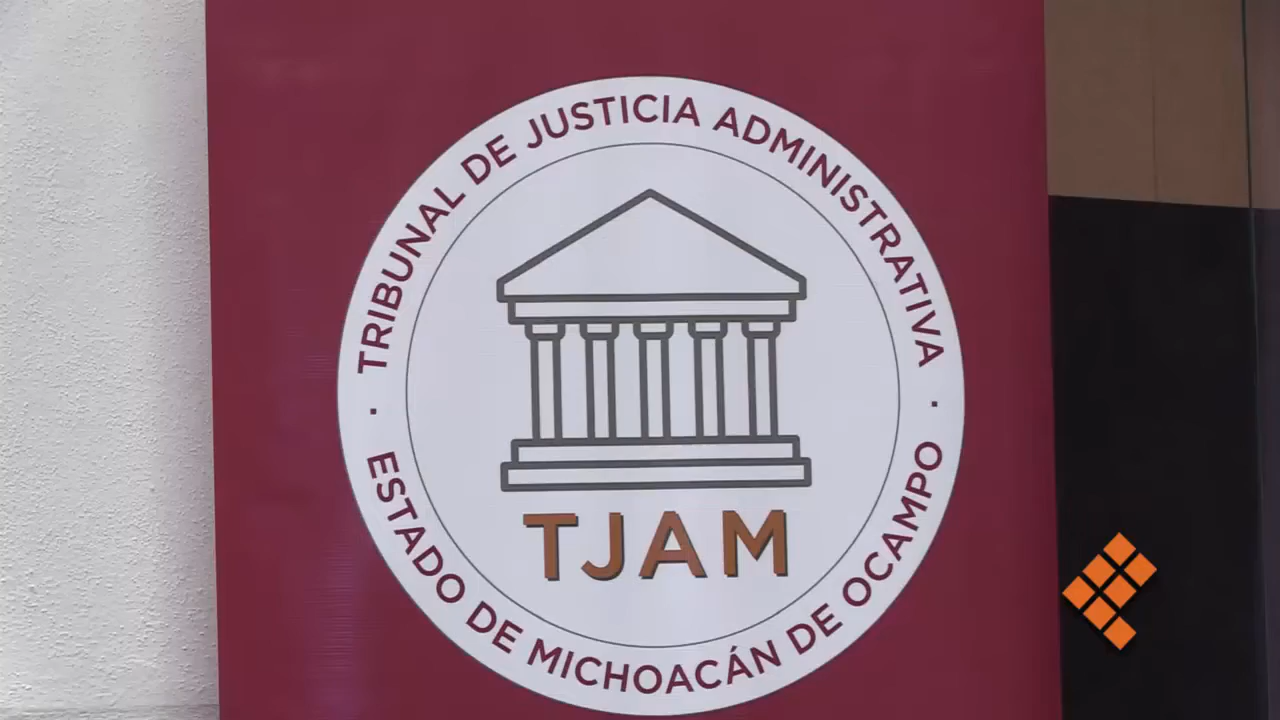 TRIBUNAL DE JUSTICIA ADMINISTRATIVA
TJAM
ESTADO DE MICHOACÁN DE OCAMPO